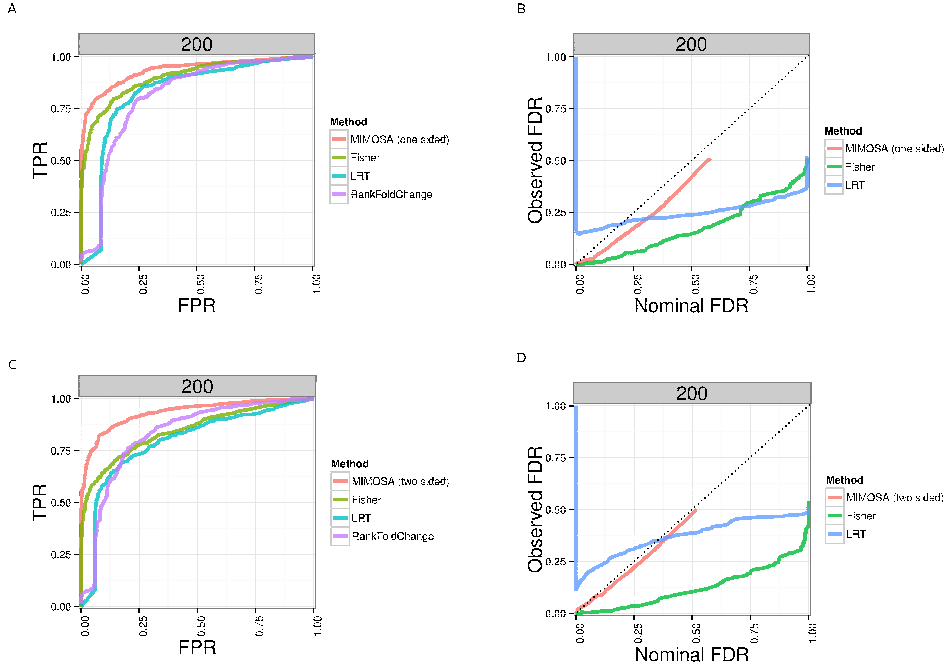 A
200
1.00
0.75
0.50
0.25
0.00
TPR
0.00
0.25
0.50
0.75
1.00
FPR
Method
MIMOSA (one sided)
Fisher
LRT
RankFoldChange
B
200
1.00
0.75
0.50
0.25
0.00
Observed FDR
0.00
0.25
0.50
0.75
1.00
Nominal FDR
Method
MIMOSA (one sided)
Fisher
LRT
C
200
1.00
0.75
0.50
0.25
0.00
TPR
0.00
0.25
0.50
0.75
1.00
FPR
Method
MIMOSA (two sided)
Fisher
LRT
RankFoldChange
D
200
1.00
0.75
0.50
0.25
0.00
Observed FDR
0.00
0.25
0.50
0.75
1.00
Nominal FDR
Method
MIMOSA (two sided)
Fisher
LRT